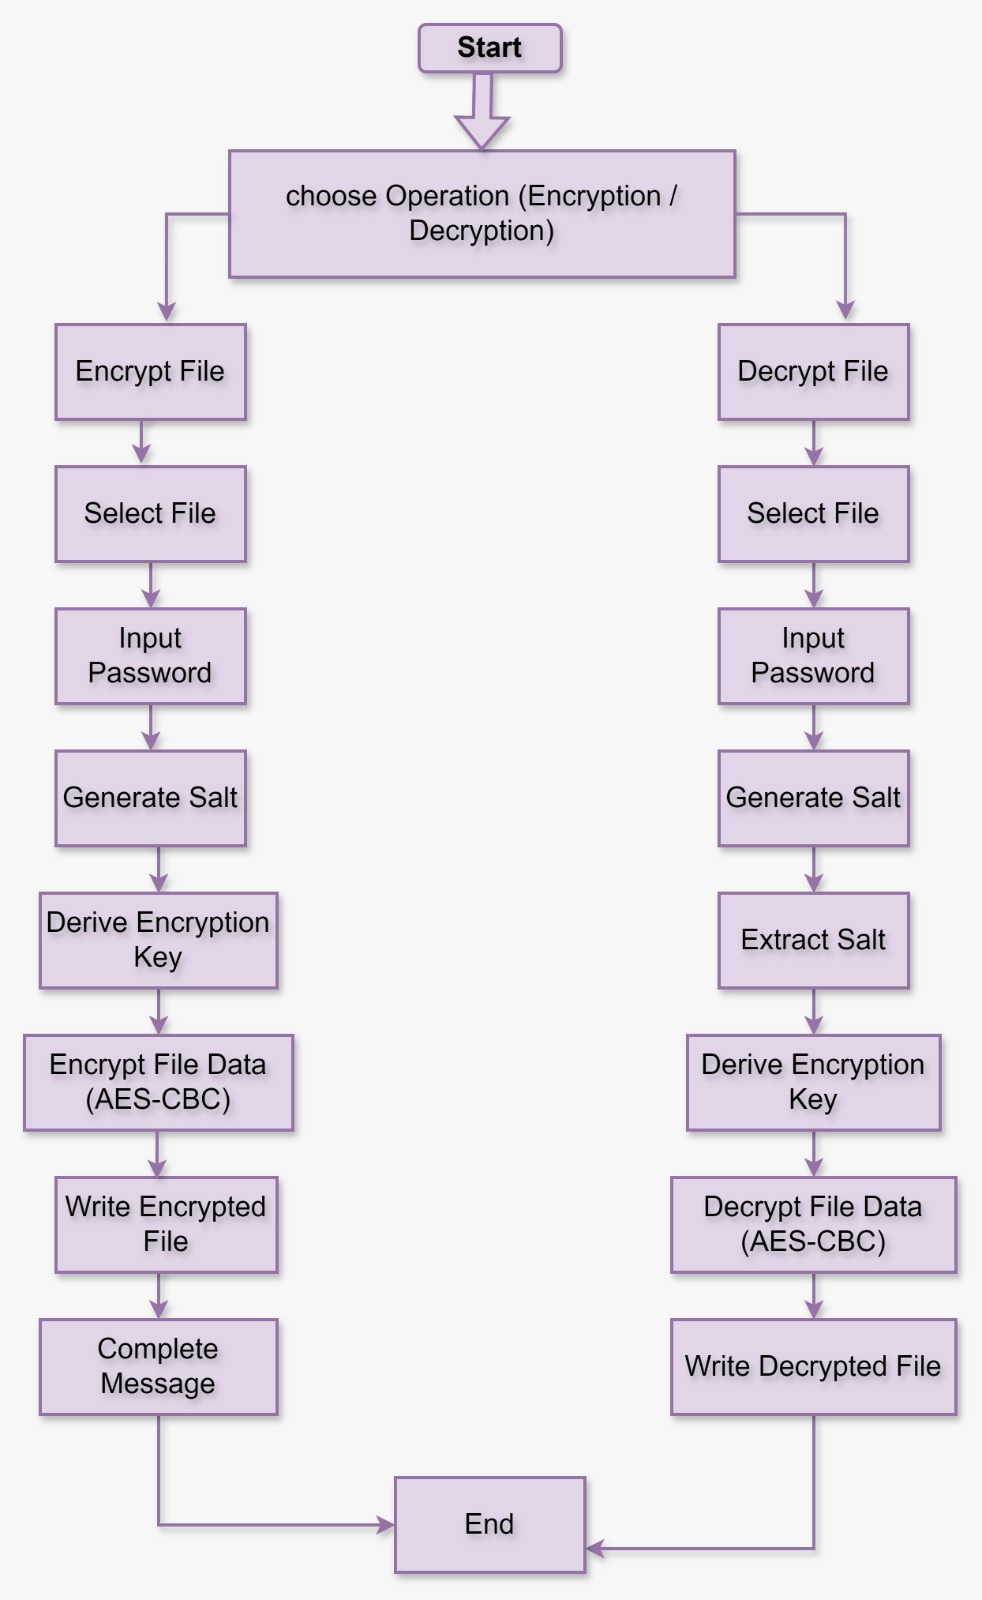 Start
choose Operation (Encryption /
Decryption)
Encrypt File
Select File
Input
Password
Generate Salt
Derive Encryption
Key
Encrypt File Data
(AES-CBC)
Write Encrypted
File
Complete
Message
Decrypt File
Select File
Input
Password
Generate Salt
Extract Salt
Derive Encryption
Key
Decrypt File Data
(AES-CBC)
Write Decrypted File
End